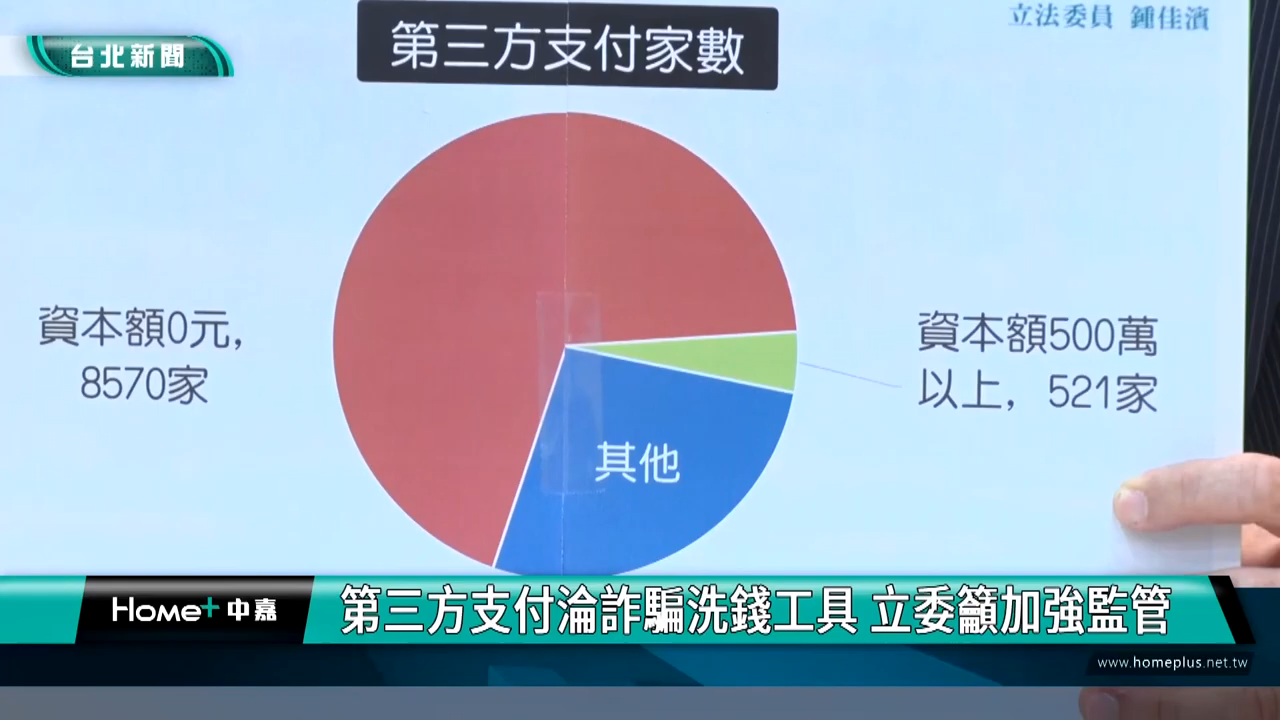 台北新聞
第三方支付家數
立法委員 鍾佳濱
資本額0元,
8570家
資本額500萬
以上, 521家
其他
Home+ 中嘉
第三方支付淪詐騙洗錢工具 立委籲加強監管
www.homeplus.net.tw